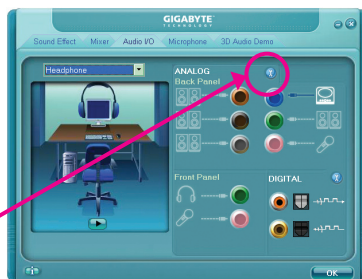 GIGABYTE
TECHNOLOGY
Sound Effect Mixer Audio I/O Microphone 3D Audio Demo
Headphone
ANALOG
Back Panel
Front Panel
DIGITAL
OK